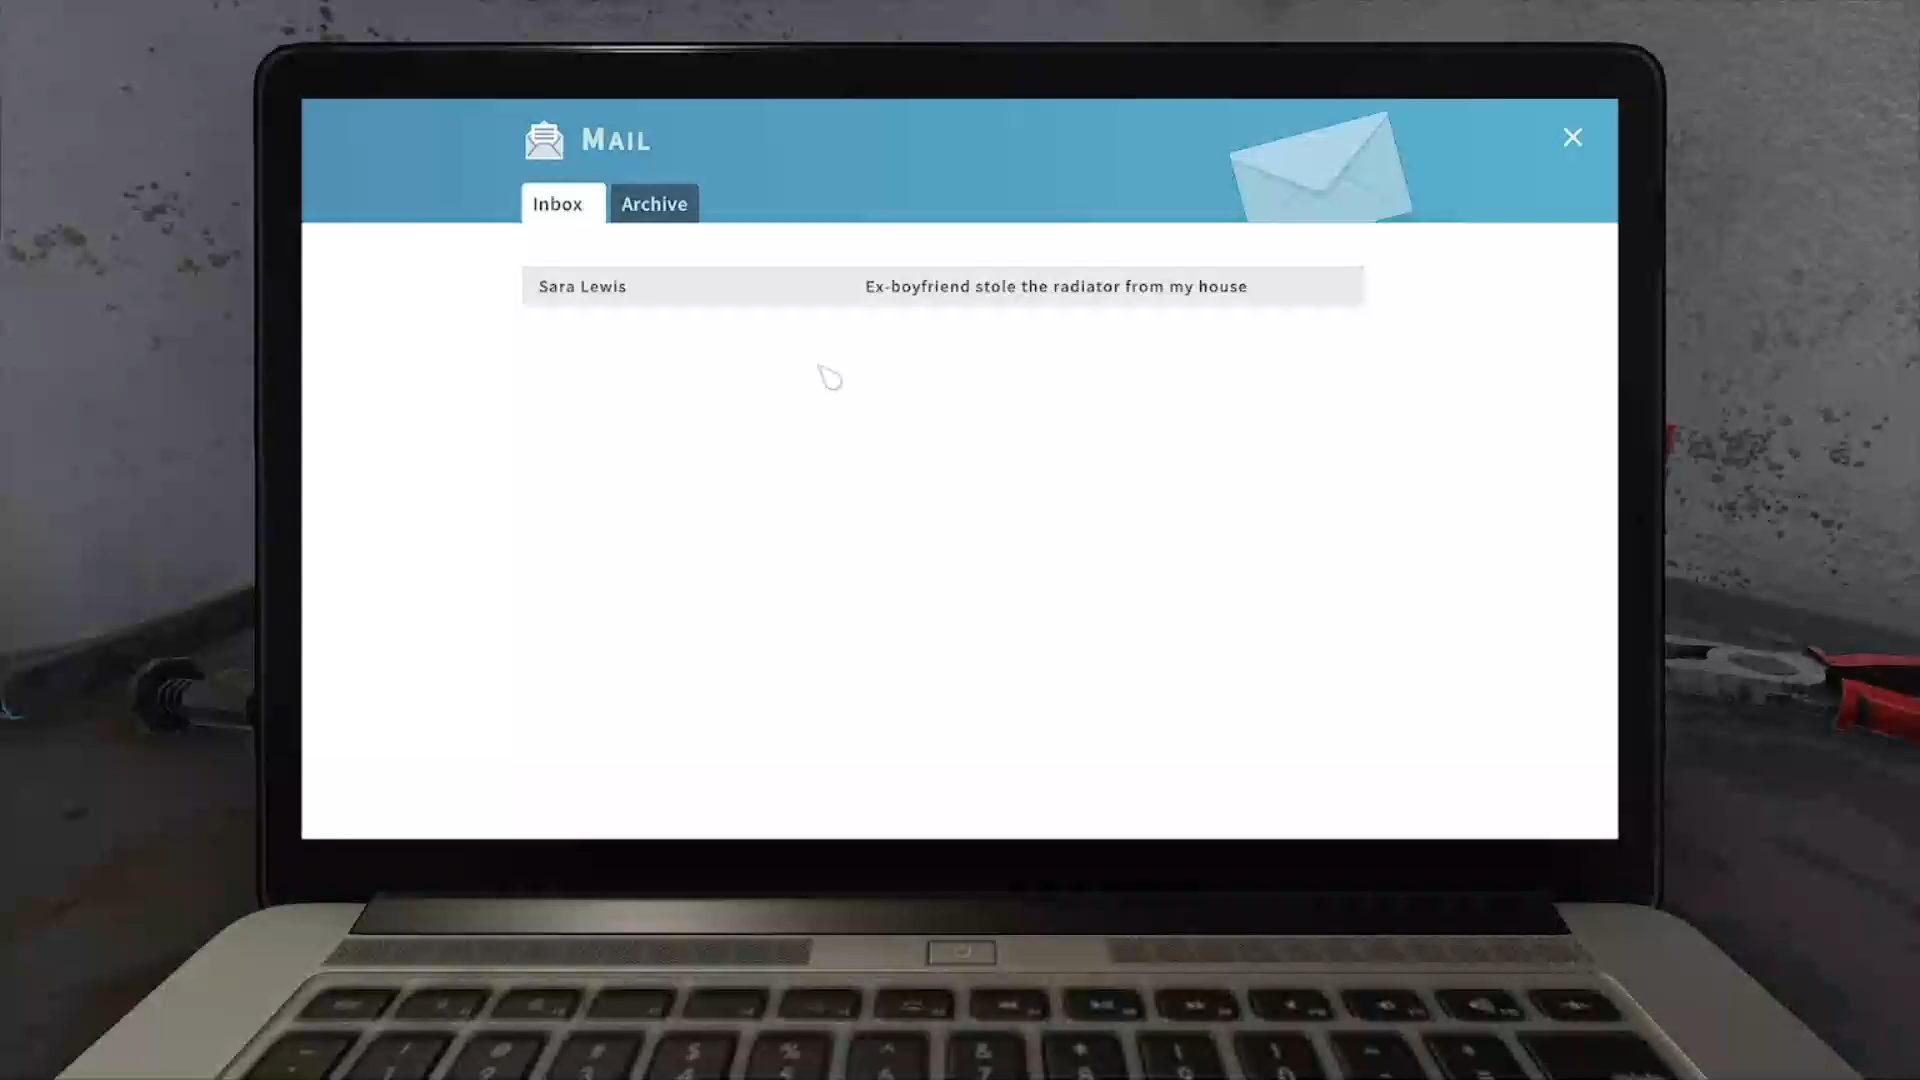 MAIL
Inbox
Archive
Sara Lewis
Ex-boyfriend stole the radiator from my house